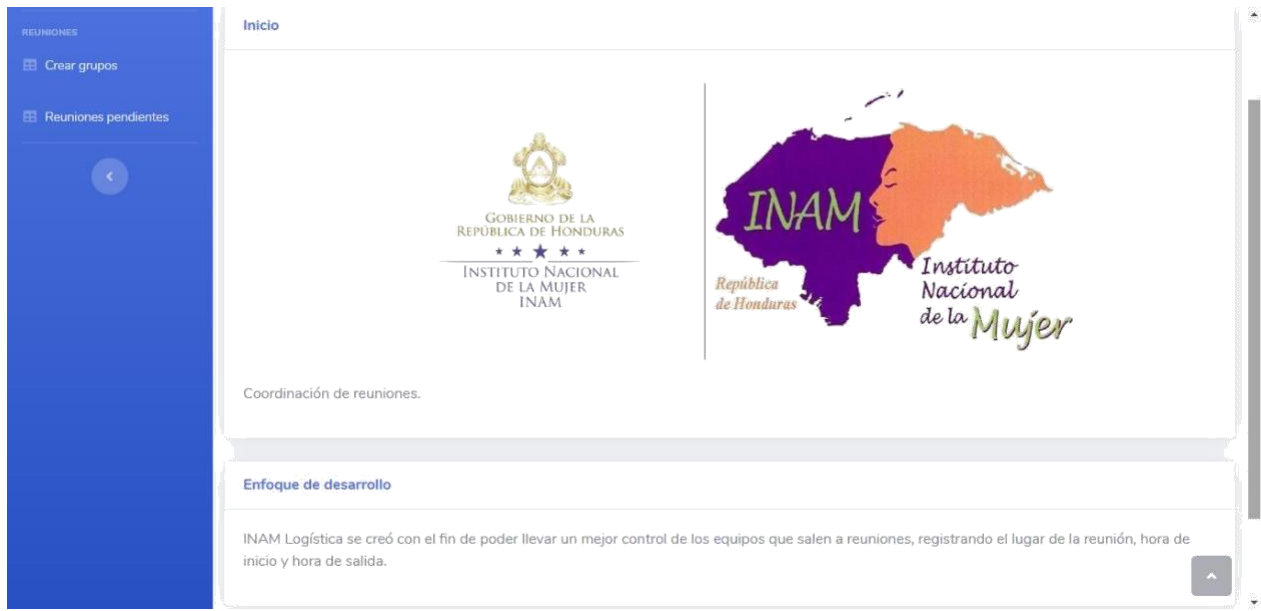 REUNIONES
Crear grupos
Reuniones pendientes
Inicio
GOBIERNO DE LA
REPÚBLICA DE HONDURAS
INSTITUTO NACIONAL
DE LA MUJER
INAM
INAM
República
de Honduras
Instituto
Nacional
de la Mujer
Coordinación de reuniones.
Enfoque de desarrollo
INAM Logística se creó con el fin de poder llevar un mejor control de los equipos que salen a reuniones, registrando el lugar de la reunión, hora de
inicio y hora de salida.